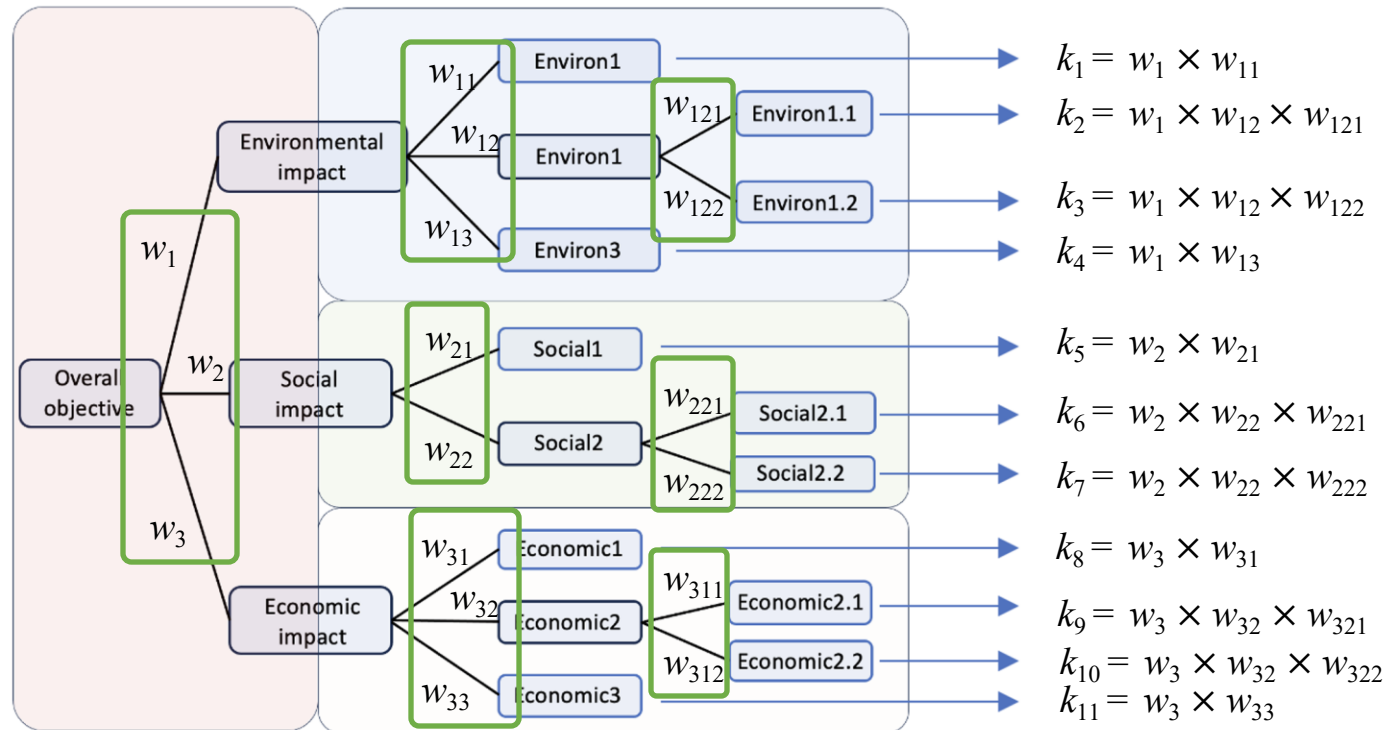 w₁₁
Environ1
k₁ = w₁ × w₁₁
w₁₂₁
Environ1.1
k₂ = w₁ × w₁₂ × w₁₂₁
Environmental
impact
w₁₂
Environ1
w₁₂₂
Environ1.2
k₃ = w₁ × w₁₂ × w₁₂₂
w₁₃
Environ3
k₄ = w₁ × w₁₃
w₁
w₂
w₃
Overall
objective
Social
impact
w₂₁
Social1
k₅ = w₂ × w₂₁
w₂₂
Social2
w₂₂₁
Social2.1
k₆ = w₂ × w₂₂ × w₂₂₁
w₂₂₂
Social2.2
k₇ = w₂ × w₂₂ × w₂₂₂
Economic
impact
w₃₁
Economic1
k₈ = w₃ × w₃₁
w₃₂
Economic2
w₃₁₁
Economic2.1
k₉ = w₃ × w₃₂ × w₃₂₁
w₃₁₂
Economic2.2
k₁₀ = w₃ × w₃₂ × w₃₂₂
w₃₃
Economic3
k₁₁ = w₃ × w₃₃